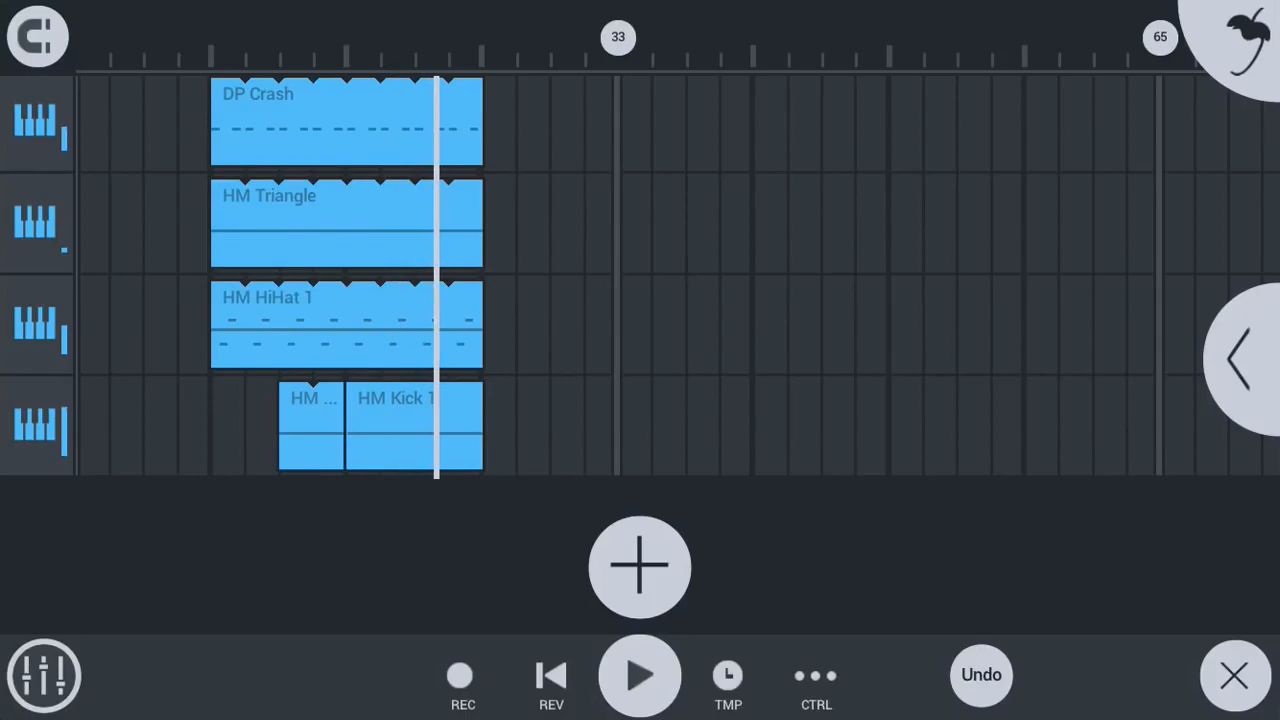 33
65
DP Crash
HM Triangle
HM HiHat 1
HM ...
HM Kick 1
Undo
REC
REV
TMP
CTRL